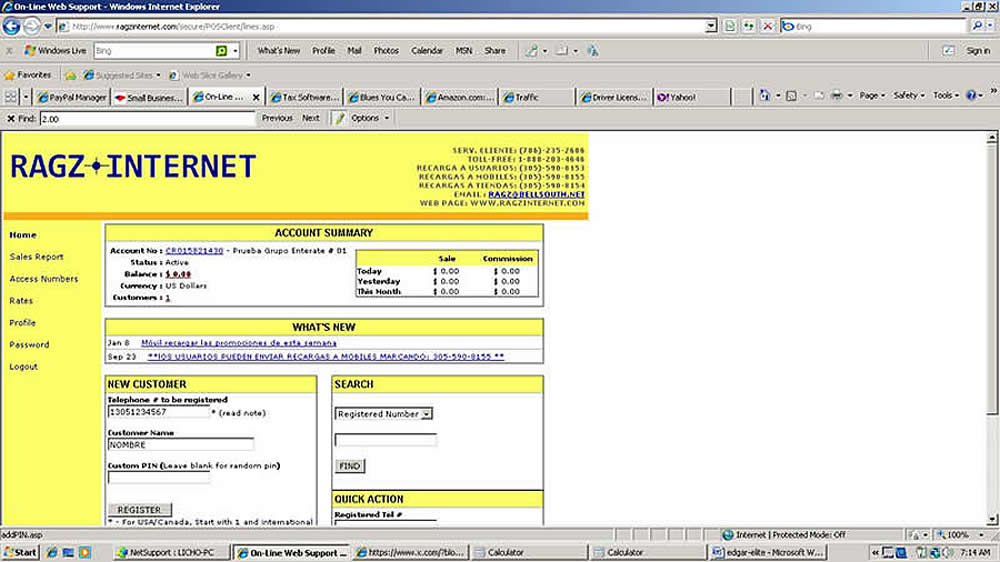 On-Line Web Support - Windows Internet Explorer
http://www.ragzinternet.com/secure/POSClient/lines.asp
Bing
Windows Live Bing What's New Profile Mail Photos Calendar MSN Share Sign in
Favorites Suggested Sites Web Slice Gallery
PayPal Manager Small Busines... On-Line ... Tax Software... Blues You Ca... Amazon.com:... Traffic Driver Licens... Yahoo! Page Safety Tools
Find: 2.00 Previous Next Options
RAGZ INTERNET
SERV. CLIENTE: (786)-235-2686
TOLL-FREE: 1-888-203-4646
RECARGA A USUARIOS: (305)-590-8153
RECARGAS A MOBILES: (305)-590-8155
RECARGAS A TIENDAS: (305)-590-8154
EMAIL: RAGZ@BELLSOUTH.NET
WEB PAGE: WWW.RAGZINTERNET.COM
Home
Sales Report
Access Numbers
Rates
Profile
Password
Logout
ACCOUNT SUMMARY
Account No : CR015821430 - Prueba Grupo Enterate # 01
Status : Active
Balance : $ 0.00
Currency : US Dollars
Customers : 1
Sale Commission
Today $ 0.00 $ 0.00
Yesterday $ 0.00 $ 0.00
This Month $ 0.00 $ 0.00
WHAT'S NEW
Jan 8 Móvil recargar las promociones de esta semana
Sep 23 **lOS USUARIOS PUEDEN ENVIAR RECARGAS A MOBILES MARCANDO: 305-590-8155 **
NEW CUSTOMER
Telephone # to be registered
13051234567 * (read note)
Customer Name
NOMBRE
Custom PIN (Leave blank for random pin)
REGISTER
* - For USA/Canada, Start with 1 and international
SEARCH
Registered Number
FIND
QUICK ACTION
Registered Tel #
addPIN.asp Internet | Protected Mode: Off 100%
Start NetSupport: LICHO-PC On-Line Web Support ... https://www.x.com/?blo... Calculator Calculator edgar-elite - Microsoft W... 7:14 AM